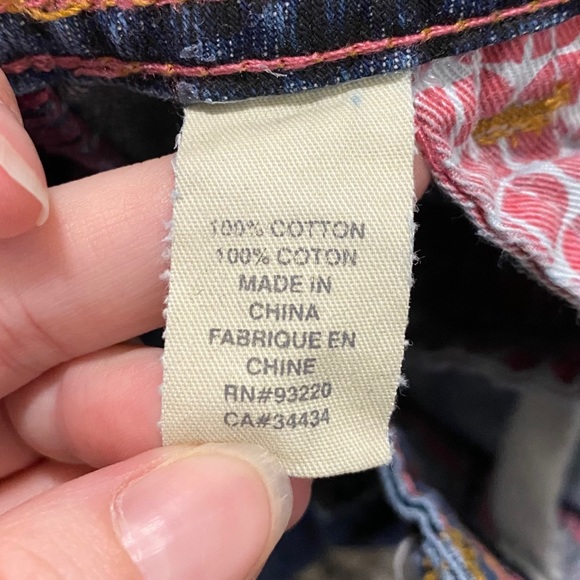 100% COTTON
100% COTON
MADE IN
CHINA
FABRIQUE EN
CHINE
RN#93220
CA#34434